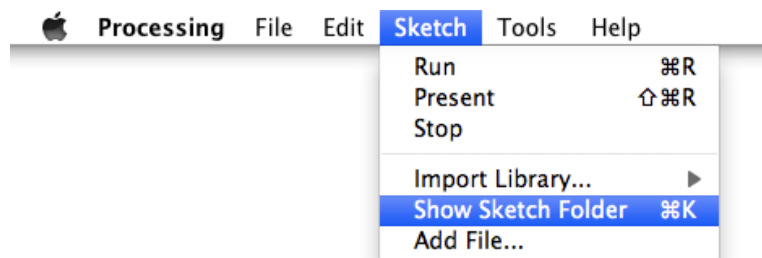 Processing File Edit Sketch Tools Help
Run ⌘R
Present ⇧⌘R
Stop
Import Library... ▶
Show Sketch Folder ⌘K
Add File...